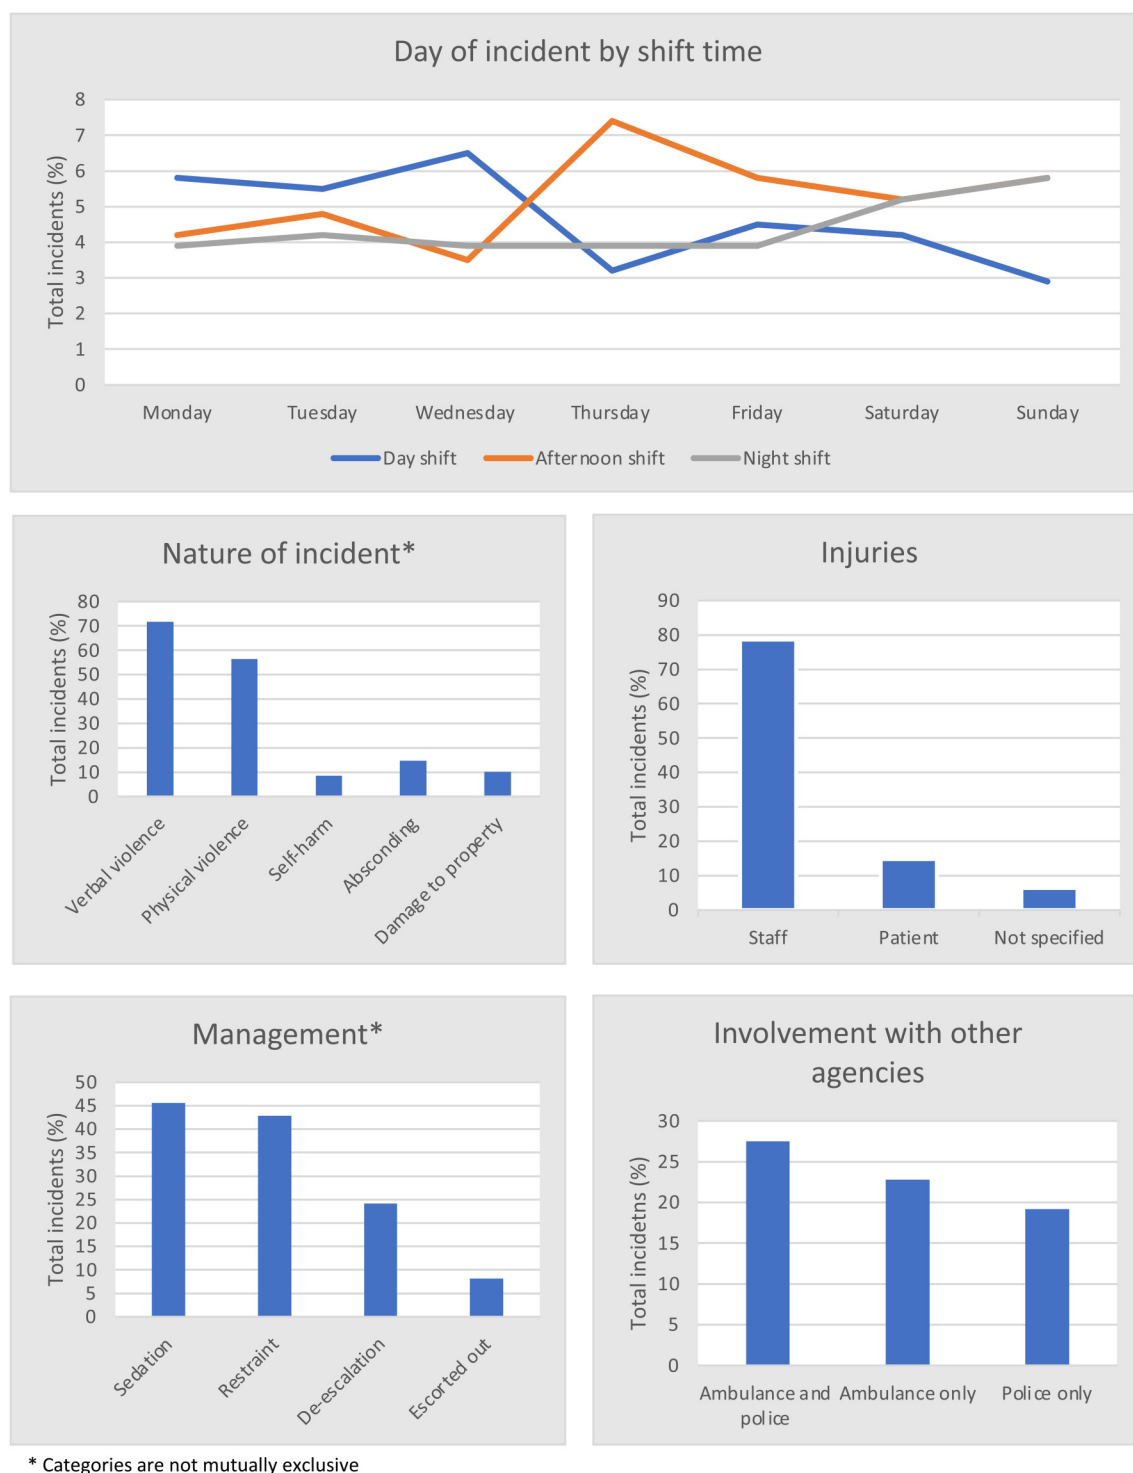 Day of incident by shift time
Total incidents (%)
8
7
6
5
4
3
2
1
0
Monday Tuesday Wednesday Thursday Friday Saturday Sunday
Day shift Afternoon shift Night shift
Nature of incident*
Total incidents (%)
80
70
60
50
40
30
20
10
0
Verbal violence
Physical violence
Self-harm
Absconding
Damage to property
Injuries
Total incidents (%)
90
80
70
60
50
40
30
20
10
0
Staff Patient Not specified
Management*
Total incidents (%)
50
45
40
35
30
25
20
15
10
5
0
Sedation
Restraint
De-escalation
Escorted out
Involvement with other
agencies
Total incidetns (%)
30
25
20
15
10
5
0
Ambulance and Ambulance only Police only
police
* Categories are not mutually exclusive